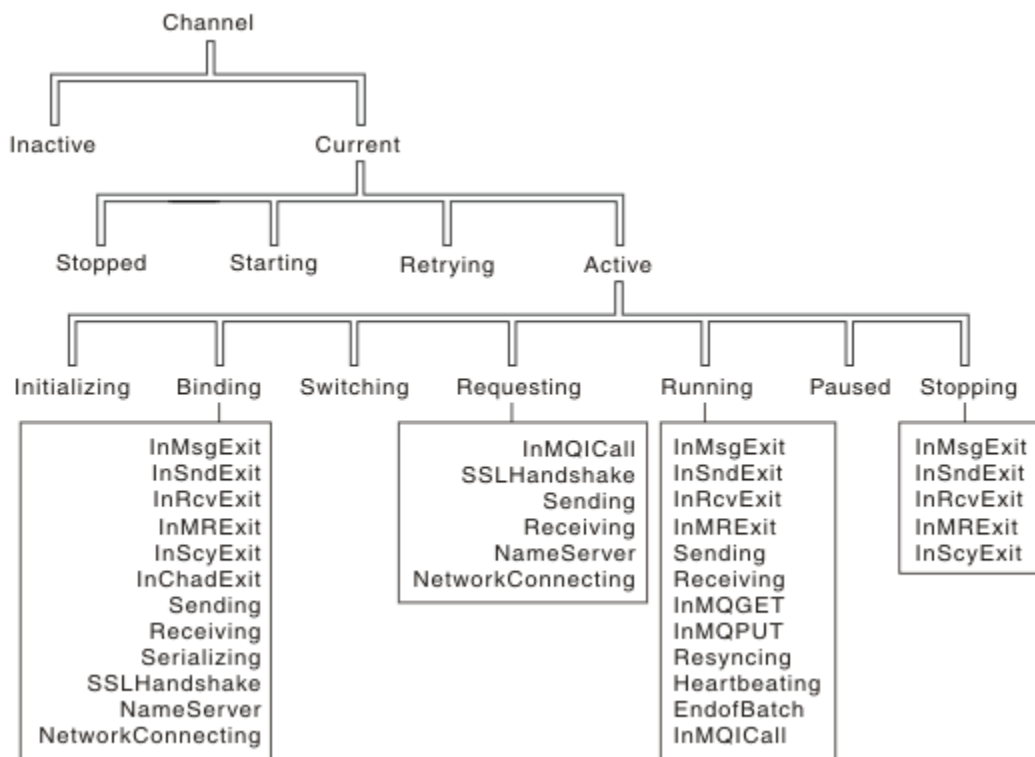 Channel
Inactive
Current
Stopped
Starting
Retrying
Active
Initializing
Binding
Switching
Requesting
Running
Paused
Stopping
InMsgExit
InSndExit
InRcvExit
InMRExit
InScyExit
InChadExit
Sending
Receiving
Serializing
SSLHandshake
NameServer
NetworkConnecting
InMQICall
SSLHandshake
Sending
Receiving
NameServer
NetworkConnecting
InMsgExit
InSndExit
InRcvExit
InMRExit
Sending
Receiving
InMQGET
InMQPUT
Resyncing
Heartbeating
EndofBatch
InMQICall
InMsgExit
InSndExit
InRcvExit
InMRExit
InScyExit